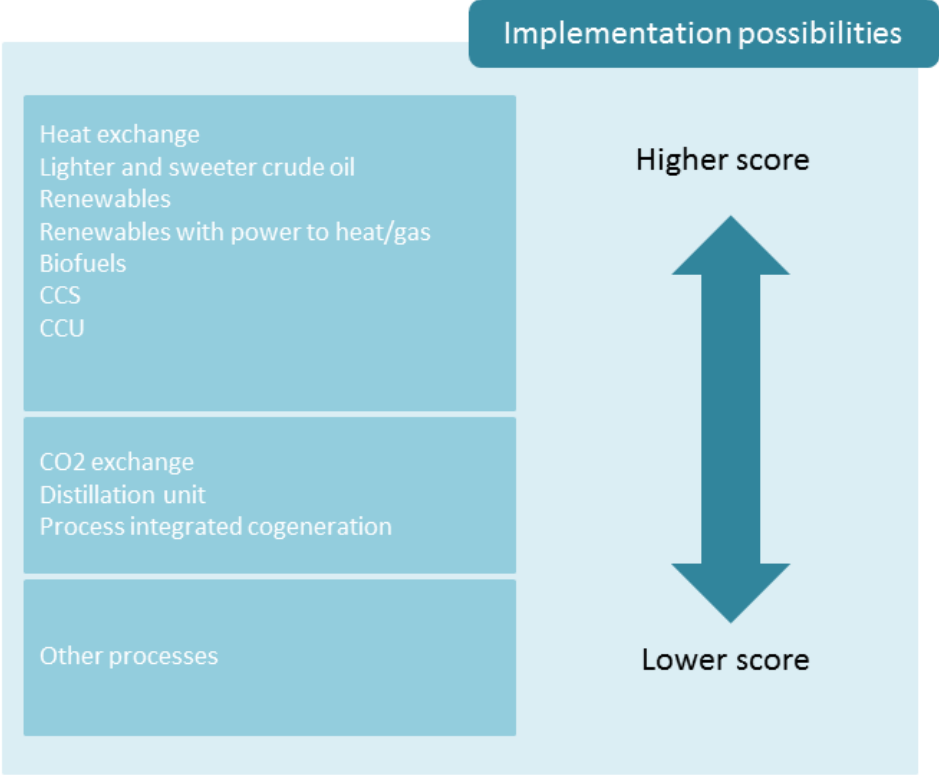 Implementation possibilities
Heat exchange
Lighter and sweeter crude oil
Renewables
Renewables with power to heat/gas
Biofuels
CCS
CCU
Higher score
CO2 exchange
Distillation unit
Process integrated cogeneration
Other processes
Lower score